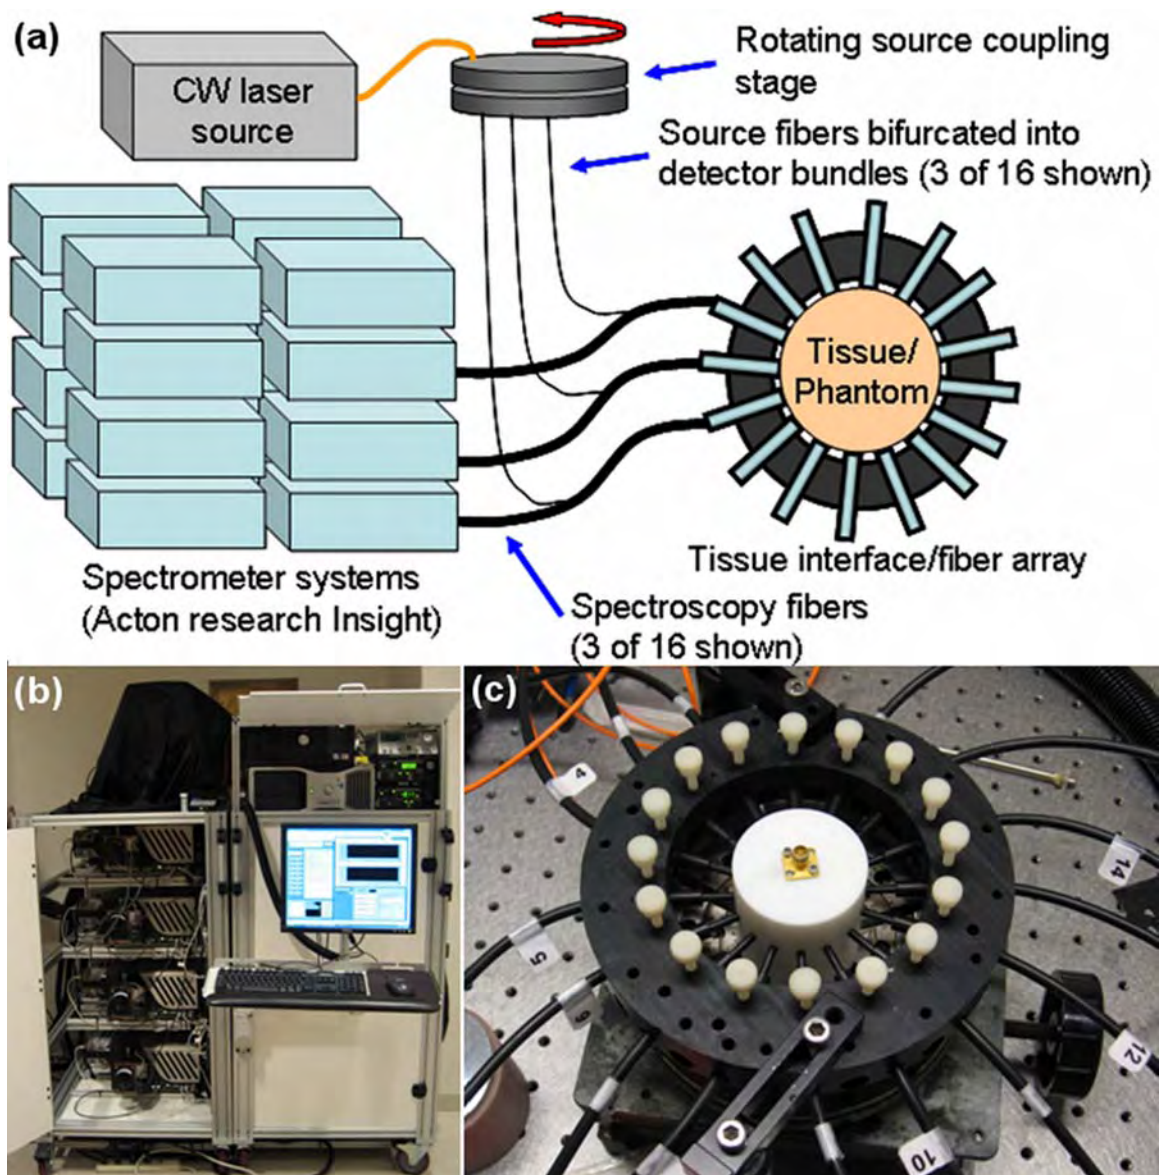 (a)
CW laser
source
Rotating source coupling
stage
Source fibers bifurcated into
detector bundles (3 of 16 shown)
Tissue/
Phantom
Tissue interface/fiber array
Spectrometer systems
(Acton research Insight)
Spectroscopy fibers
(3 of 16 shown)
(b)
(c)
4
5
6
10
12
14